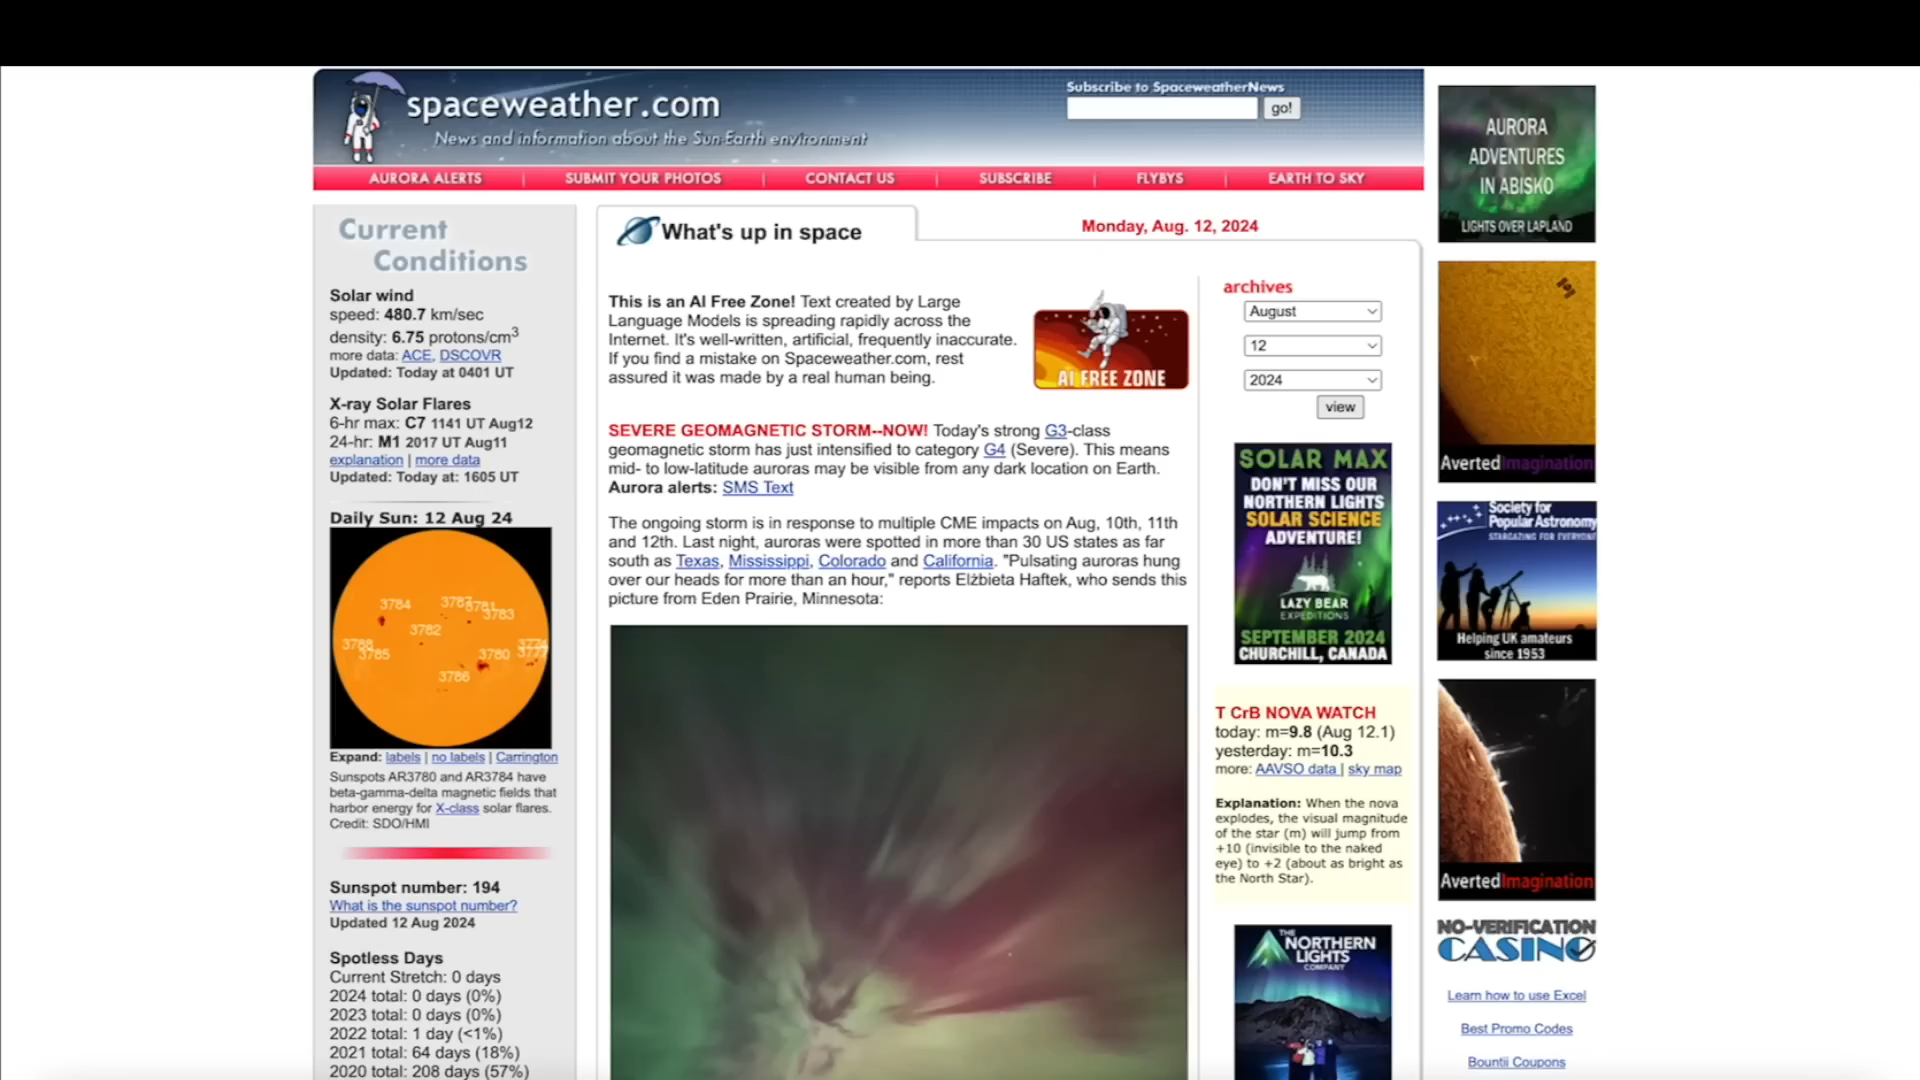 spaceweather.com
News and information about the Sun-Earth environment
Subscribe to SpaceweatherNews
go!
AURORA ALERTS | SUBMIT YOUR PHOTOS | CONTACT US | SUBSCRIBE | FLYBYS | EARTH TO SKY
Current
Conditions
Solar wind
speed: 480.7 km/sec
density: 6.75 protons/cm3
more data: ACE, DSCOVR
Updated: Today at 0401 UT
X-ray Solar Flares
6-hr max: C7 1141 UT Aug12
24-hr: M1 2017 UT Aug11
explanation | more data
Updated: Today at: 1605 UT
Daily Sun: 12 Aug 24
3784
3787
3781
3783
3782
3788
3785
3780
3774
3777
3786
Expand: labels | no labels | Carrington
Sunspots AR3780 and AR3784 have
beta-gamma-delta magnetic fields that
harbor energy for X-class solar flares.
Credit: SDO/HMI
Sunspot number: 194
What is the sunspot number?
Updated 12 Aug 2024
Spotless Days
Current Stretch: 0 days
2024 total: 0 days (0%)
2023 total: 0 days (0%)
2022 total: 1 day (<1%)
2021 total: 64 days (18%)
2020 total: 208 days (57%)
What's up in space
Monday, Aug. 12, 2024
This is an AI Free Zone! Text created by Large
Language Models is spreading rapidly across the
Internet. It's well-written, artificial, frequently inaccurate.
If you find a mistake on Spaceweather.com, rest
assured it was made by a real human being.
AI FREE ZONE
SEVERE GEOMAGNETIC STORM--NOW! Today's strong G3-class
geomagnetic storm has just intensified to category G4 (Severe). This means
mid- to low-latitude auroras may be visible from any dark location on Earth.
Aurora alerts: SMS Text
The ongoing storm is in response to multiple CME impacts on Aug, 10th, 11th
and 12th. Last night, auroras were spotted in more than 30 US states as far
south as Texas, Mississippi, Colorado and California. "Pulsating auroras hung
over our heads for more than an hour," reports Elżbieta Haftek, who sends this
picture from Eden Prairie, Minnesota:
archives
August
12
2024
view
SOLAR MAX
DON'T MISS OUR
NORTHERN LIGHTS
SOLAR SCIENCE
ADVENTURE!
LAZY BEAR
EXPEDITIONS
SEPTEMBER 2024
CHURCHILL, CANADA
T CrB NOVA WATCH
today: m=9.8 (Aug 12.1)
yesterday: m=10.3
more: AAVSO data | sky map
Explanation: When the nova
explodes, the visual magnitude
of the star (m) will jump from
+10 (invisible to the naked
eye) to +2 (about as bright as
the North Star).
THE
NORTHERN
LIGHTS
COMPANY
AURORA
ADVENTURES
IN ABISKO
LIGHTS OVER LAPLAND
AvertedImagination
Society for
Popular Astronomy
STARGAZING FOR EVERYONE
Helping UK amateurs
since 1953
AvertedImagination
NO-VERIFICATION
CASINO
Learn how to use Excel
Best Promo Codes
Bountii Coupons